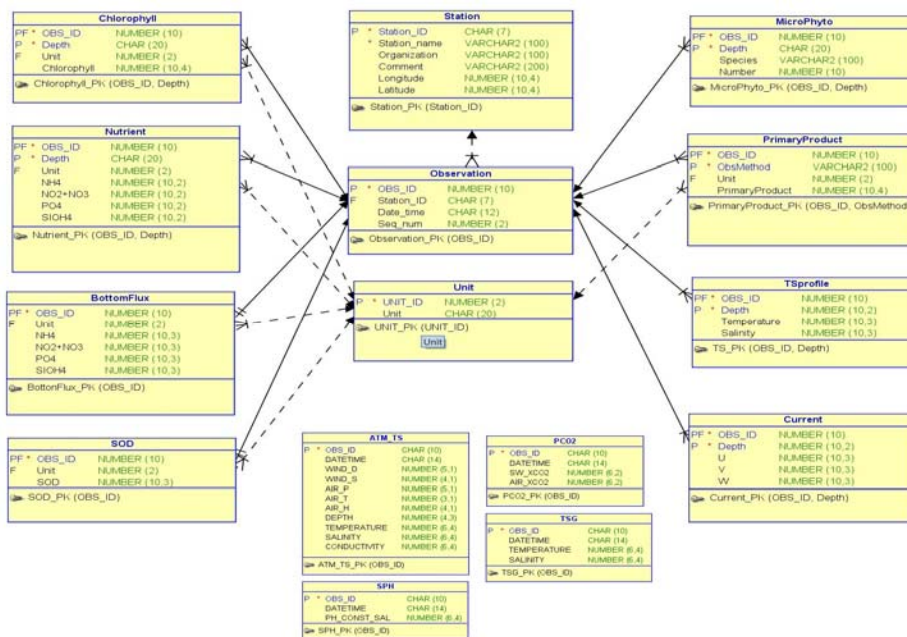 Chlorophyll
PF * OBS_ID NUMBER (10)
P * Depth CHAR (20)
F Unit NUMBER (2)
Chlorophyll NUMBER (10,4)
Chlorophyll_PK (OBS_ID, Depth)
Nutrient
PF * OBS_ID NUMBER (10)
P * Depth CHAR (20)
F Unit NUMBER (2)
NH4 NUMBER (10,2)
NO2+NO3 NUMBER (10,2)
PO4 NUMBER (10,2)
SIOH4 NUMBER (10,2)
Nutrient_PK (OBS_ID, Depth)
BottomFlux
PF * OBS_ID NUMBER (10)
F Unit NUMBER (2)
NH4 NUMBER (10,3)
NO2+NO3 NUMBER (10,3)
PO4 NUMBER (10,3)
SIOH4 NUMBER (10,3)
BottonFlux_PK (OBS_ID)
SOD
PF * OBS_ID NUMBER (10)
F Unit NUMBER (2)
SOD NUMBER (10,3)
SOD_PK (OBS_ID)
Station
P * Station_ID CHAR (7)
* Station_name VARCHAR2 (100)
Organization VARCHAR2 (100)
Comment VARCHAR2 (200)
Longitude NUMBER (10,4)
Latitude NUMBER (10,4)
Station_PK (Station_ID)
Observation
P * OBS_ID NUMBER (10)
F Station_ID CHAR (7)
Date_time CHAR (12)
Seq_num NUMBER (2)
Observation_PK (OBS_ID)
Unit
P * UNIT_ID NUMBER (2)
Unit CHAR (20)
UNIT_PK (UNIT_ID)
Unit
ATM_TS
P * OBS_ID CHAR (10)
DATETIME CHAR (14)
WIND_D NUMBER (5,1)
WIND_S NUMBER (4,1)
AIR_P NUMBER (5,1)
AIR_T NUMBER (3,1)
AIR_H NUMBER (4,1)
DEPTH NUMBER (4,3)
TEMPERATURE NUMBER (6,4)
SALINITY NUMBER (6,4)
CONDUCTIVITY NUMBER (6,4)
ATM_TS_PK (OBS_ID)
SPH
P * OBS_ID CHAR (10)
DATETIME CHAR (14)
PH_CONST_SAL NUMBER (6,4)
SPH_PK (OBS_ID)
PCO2
P * OBS_ID CHAR (10)
DATETIME CHAR (14)
SW_XCO2 NUMBER (6,2)
AIR_XCO2 NUMBER (6,2)
PCO2_PK (OBS_ID)
TSG
P * OBS_ID CHAR (10)
DATETIME CHAR (14)
TEMPERATURE NUMBER (6,4)
SALINITY NUMBER (6,4)
TSG_PK (OBS_ID)
MicroPhyto
PF * OBS_ID NUMBER (10)
P * Depth CHAR (20)
Species VARCHAR2 (100)
Number NUMBER (10)
MicroPhyto_PK (OBS_ID, Depth)
PrimaryProduct
PF * OBS_ID NUMBER (10)
P * ObsMethod VARCHAR2 (100)
F Unit NUMBER (2)
PrimaryProduct NUMBER (10,4)
PrimaryProduct_PK (OBS_ID, ObsMethod)
TSprofile
PF * OBS_ID NUMBER (10)
P * Depth NUMBER (10,2)
Temperature NUMBER (10,3)
Salinity NUMBER (10,3)
TS_PK (OBS_ID, Depth)
Current
PF * OBS_ID NUMBER (10)
P * Depth NUMBER (10,2)
U NUMBER (10,3)
V NUMBER (10,3)
W NUMBER (10,3)
Current_PK (OBS_ID, Depth)